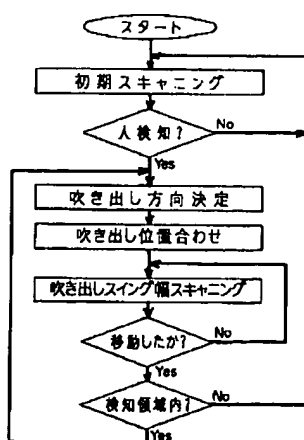 スタート
初期スキャニング
人検知?
No
Yes
吹き出し方向決定
吹き出し位置合わせ
吹き出しスイング幅スキャニング
移動したか?
No
Yes
検知領域内?
No
Yes